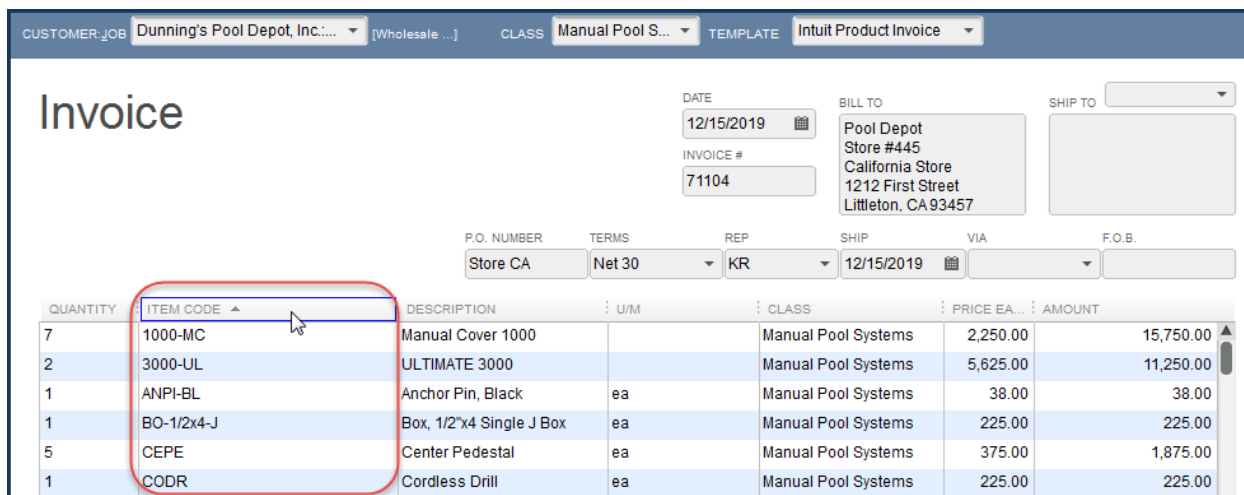 CUSTOMER:JOB Dunning's Pool Depot, Inc.:... [Wholesale ...] CLASS Manual Pool S... TEMPLATE Intuit Product Invoice
Invoice
DATE
12/15/2019
INVOICE #
71104
BILL TO
Pool Depot
Store #445
California Store
1212 First Street
Littleton, CA 93457
SHIP TO
P.O. NUMBER TERMS REP SHIP VIA F.O.B.
Store CA Net 30 KR 12/15/2019
QUANTITY ITEM CODE DESCRIPTION U/M CLASS PRICE EA... AMOUNT
7 1000-MC Manual Cover 1000 Manual Pool Systems 2,250.00 15,750.00
2 3000-UL ULTIMATE 3000 Manual Pool Systems 5,625.00 11,250.00
1 ANPI-BL Anchor Pin, Black ea Manual Pool Systems 38.00 38.00
1 BO-1/2x4-J Box, 1/2"x4 Single J Box ea Manual Pool Systems 225.00 225.00
5 CEPE Center Pedestal ea Manual Pool Systems 375.00 1,875.00
1 CODR Cordless Drill ea Manual Pool Systems 225.00 225.00